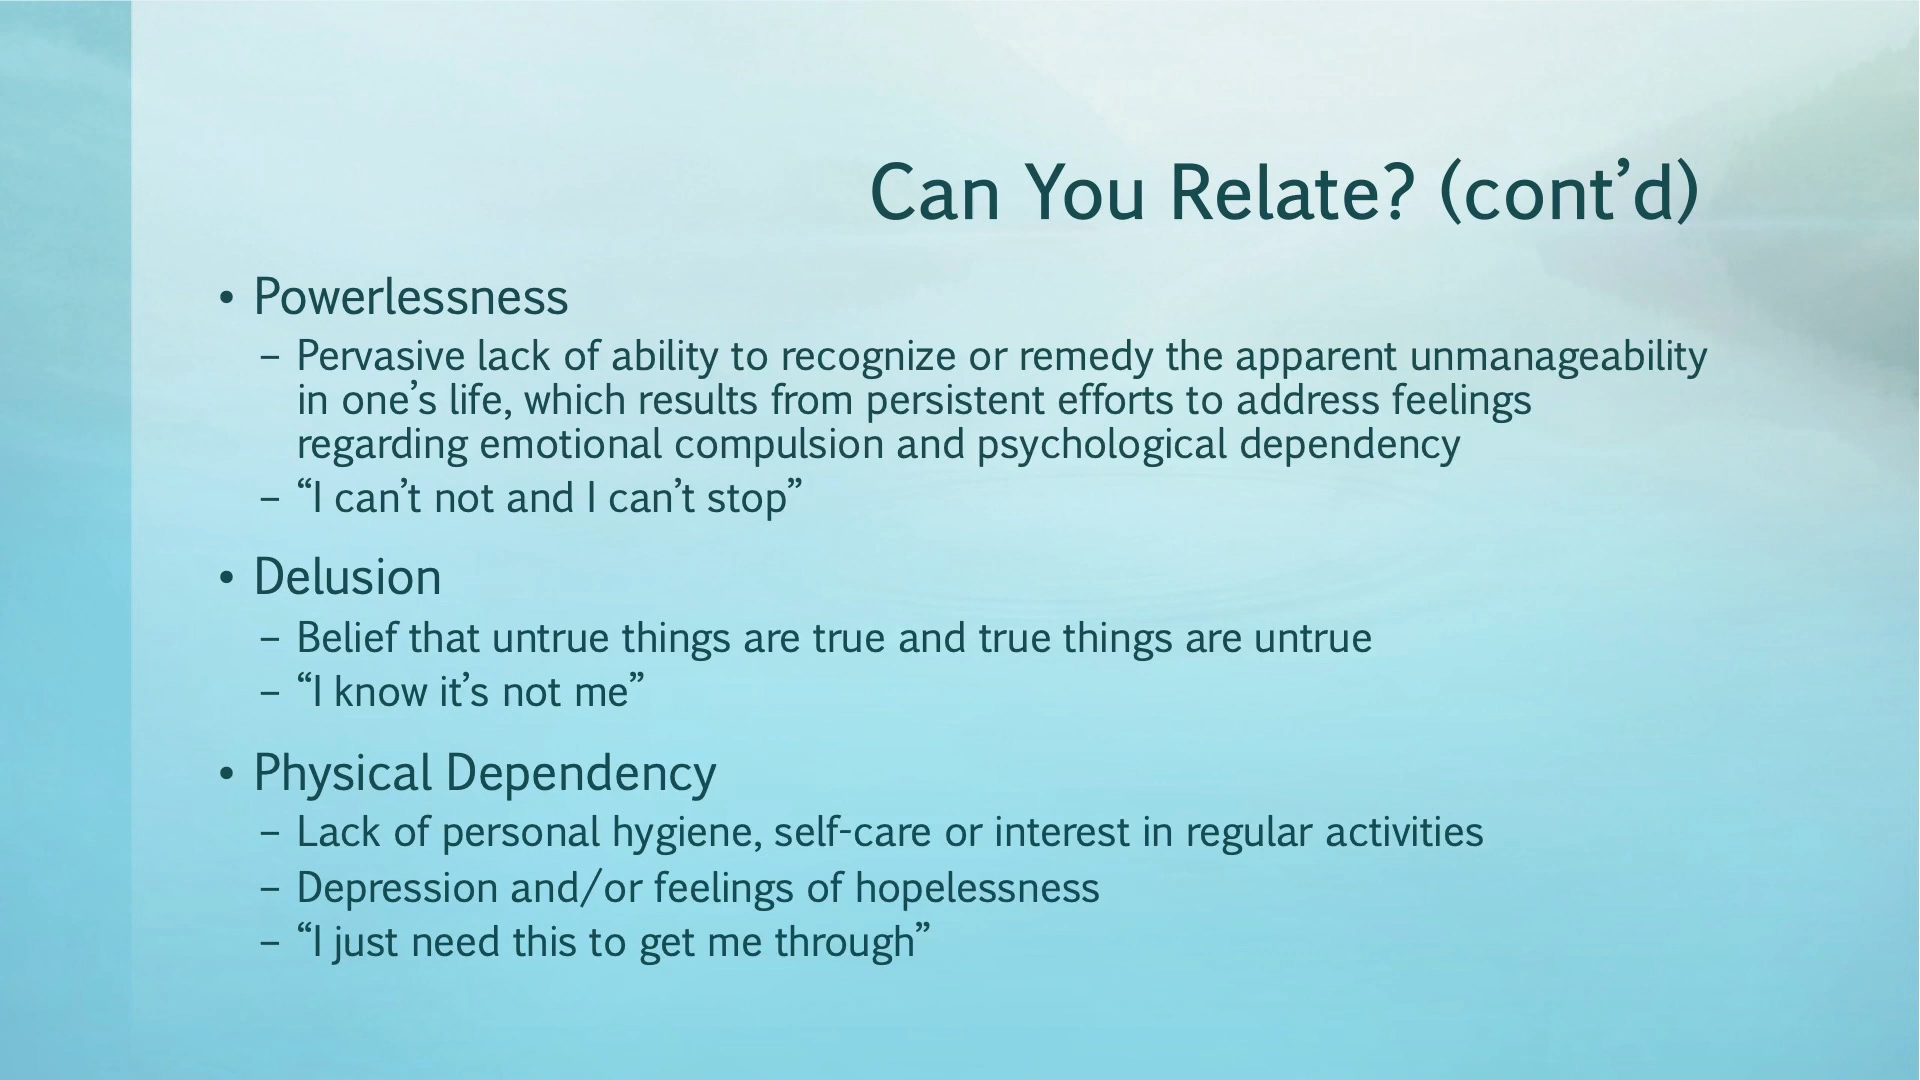 Can You Relate? (cont’d)
• Powerlessness
– Pervasive lack of ability to recognize or remedy the apparent unmanageability
in one’s life, which results from persistent efforts to address feelings
regarding emotional compulsion and psychological dependency
– “I can’t not and I can’t stop”
• Delusion
– Belief that untrue things are true and true things are untrue
– “I know it’s not me”
• Physical Dependency
– Lack of personal hygiene, self-care or interest in regular activities
– Depression and/or feelings of hopelessness
– “I just need this to get me through”